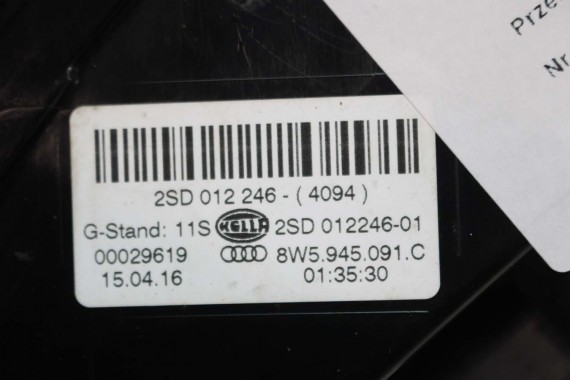 2SD 012 246 - ( 4094 )
G-Stand: 11S HELLA 2SD 012246-01
00029619 8W5.945.091.C
15.04.16 01:35:30
Nr